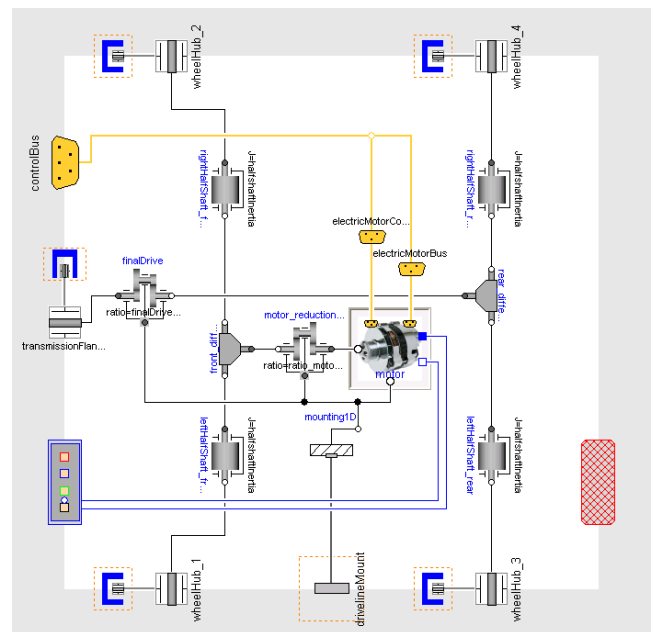 wheelHub_2
wheelHub_4
controlBus
rightHalfShaft_f...
J=halfshaftInertia
rightHalfShaft_r...
J=halfshaftInertia
electricMotorCo...
electricMotorBus
finalDrive
ratio=finalDrive...
transmissionFlan...
motor_reduction...
ratio=ratio_moto...
front_diff...
rear_diffe...
motor
mounting1D
leftHalfShaft_fr...
J=halfshaftInertia
leftHalfShaft_rear
J=halfshaftInertia
wheelHub_1
drivelineMount
wheelHub_3